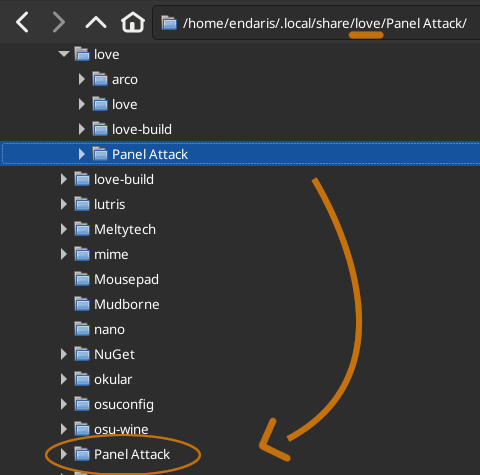 /home/endaris/.local/share/love/Panel Attack/
love
arco
love
love-build
Panel Attack
love-build
lutris
Meltytech
mime
Mousepad
Mudborne
nano
NuGet
okular
osuconfig
osu-wine
Panel Attack